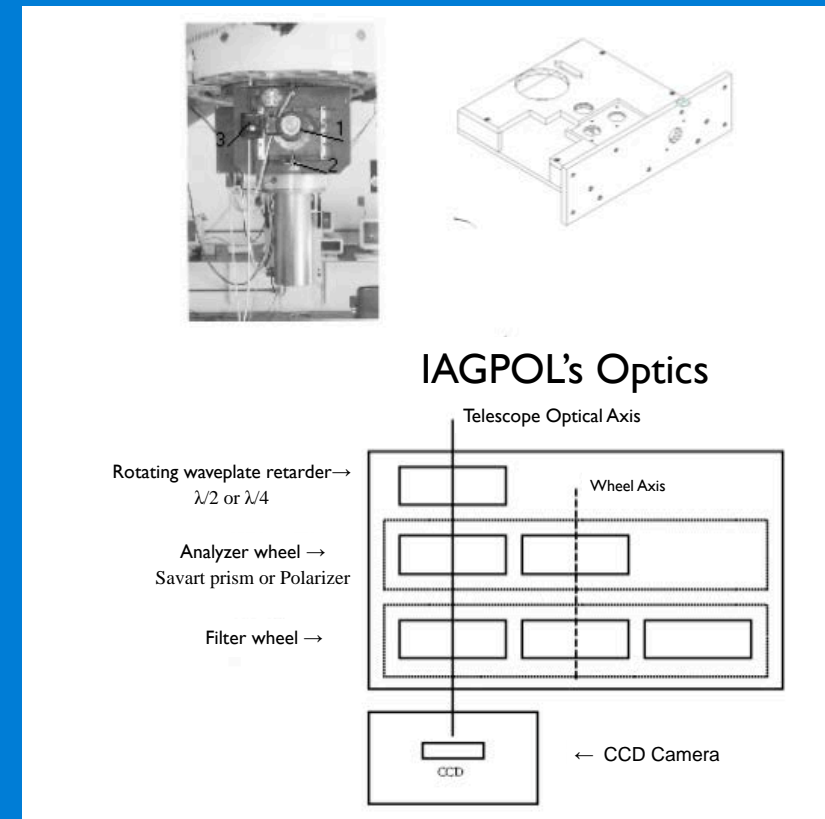 3
1
2
IAGPOL's Optics
Telescope Optical Axis
Rotating waveplate retarder→
λ/2 or λ/4
Wheel Axis
Analyzer wheel →
Savart prism or Polarizer
Filter wheel →
← CCD Camera
CCD